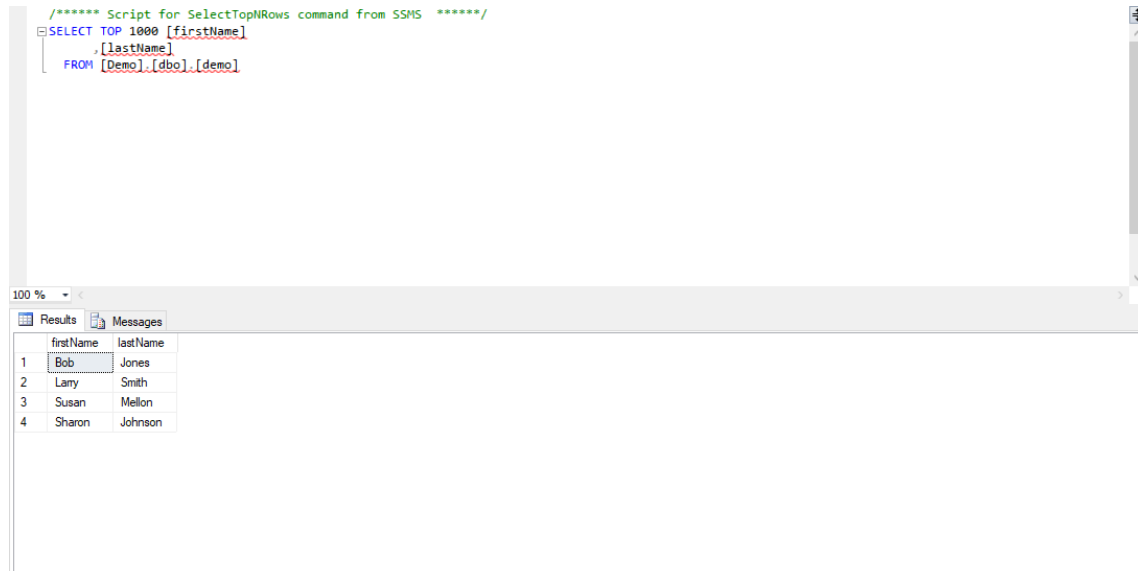 /****** Script for SelectTopNRows command from SSMS  ******/
SELECT TOP 1000 [firstName]
      ,[lastName]
  FROM [Demo].[dbo].[demo]
100 %
Results Messages
firstName lastName
1 Bob Jones
2 Larry Smith
3 Susan Mellon
4 Sharon Johnson